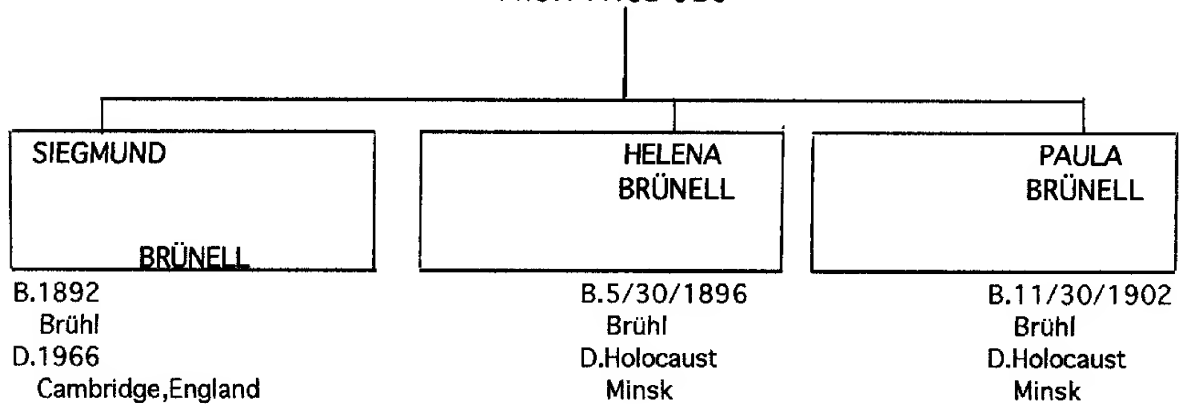 SIEGMUND
BRÜNELL
B.1892
Brühl
D.1966
Cambridge,England
HELENA
BRÜNELL
B.5/30/1896
Brühl
D.Holocaust
Minsk
PAULA
BRÜNELL
B.11/30/1902
Brühl
D.Holocaust
Minsk